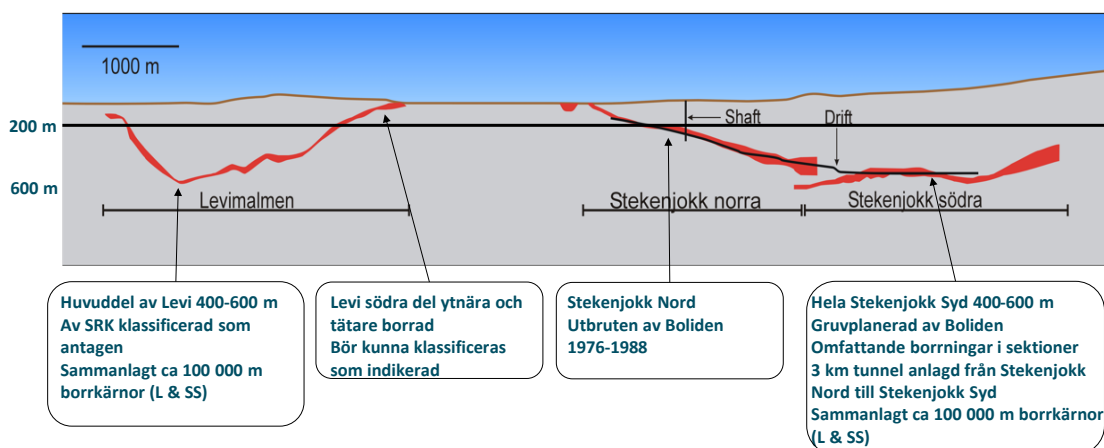 1000 m
200 m
Shaft
Drift
600 m
Levimalmen
Stekenjokk norra
Stekenjokk södra
Huvuddel av Levi 400-600 m
Av SRK klassificerad som
antagen
Sammanlagt ca 100 000 m
borrkärnor (L & SS)
Levi södra del ytnära och
tätare borrad
Bör kunna klassificeras
som indikerad
Stekenjokk Nord
Utbruten av Boliden
1976-1988
Hela Stekenjokk Syd 400-600 m
Gruvplanerad av Boliden
Omfattande borrningar i sektioner
3 km tunnel anlagd från Stekenjokk
Nord till Stekenjokk Syd
Sammanlagt ca 100 000 m borrkärnor
(L & SS)